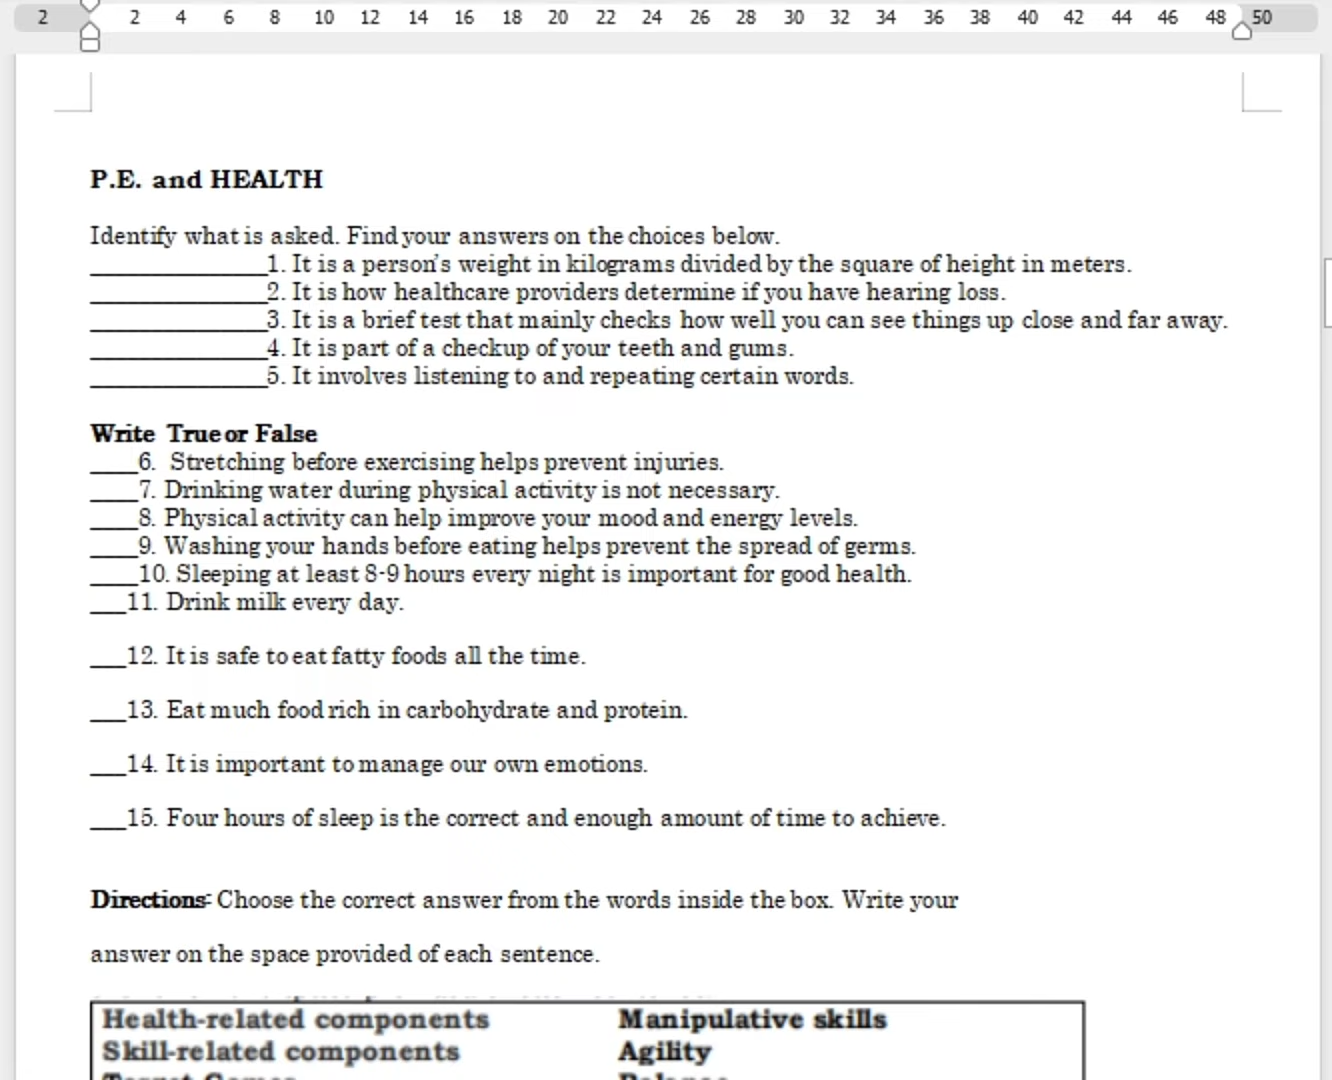 2 2 4 6 8 10 12 14 16 18 20 22 24 26 28 30 32 34 36 38 40 42 44 46 48 50
P.E. and HEALTH
Identify what is asked. Find your answers on the choices below.
_______________1. It is a person's weight in kilograms divided by the square of height in meters.
_______________2. It is how healthcare providers determine if you have hearing loss.
_______________3. It is a brief test that mainly checks how well you can see things up close and far away.
_______________4. It is part of a checkup of your teeth and gums.
_______________5. It involves listening to and repeating certain words.
Write True or False
____6. Stretching before exercising helps prevent injuries.
____7. Drinking water during physical activity is not necessary.
____8. Physical activity can help improve your mood and energy levels.
____9. Washing your hands before eating helps prevent the spread of germs.
____10. Sleeping at least 8-9 hours every night is important for good health.
___11. Drink milk every day.
___12. It is safe to eat fatty foods all the time.
___13. Eat much food rich in carbohydrate and protein.
___14. It is important to manage our own emotions.
___15. Four hours of sleep is the correct and enough amount of time to achieve.
Directions: Choose the correct answer from the words inside the box. Write your
answer on the space provided of each sentence.
Health-related components Manipulative skills
Skill-related components Agility
Target Games Balance